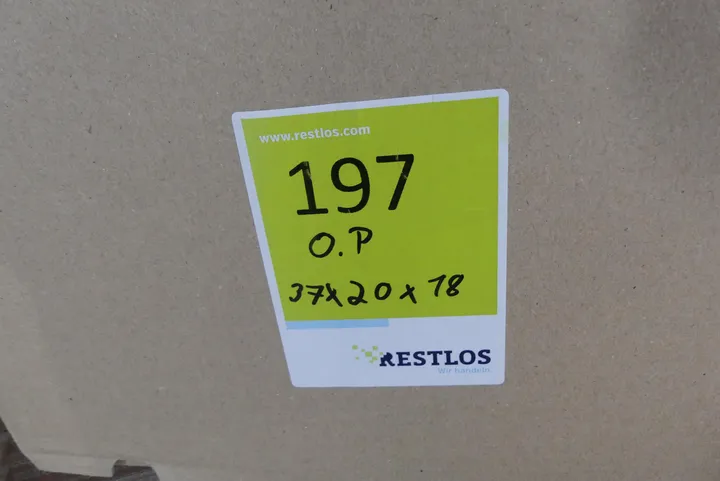 www.restlos.com
197
O.P
37x20x18
RESTLOS
Wir handeln